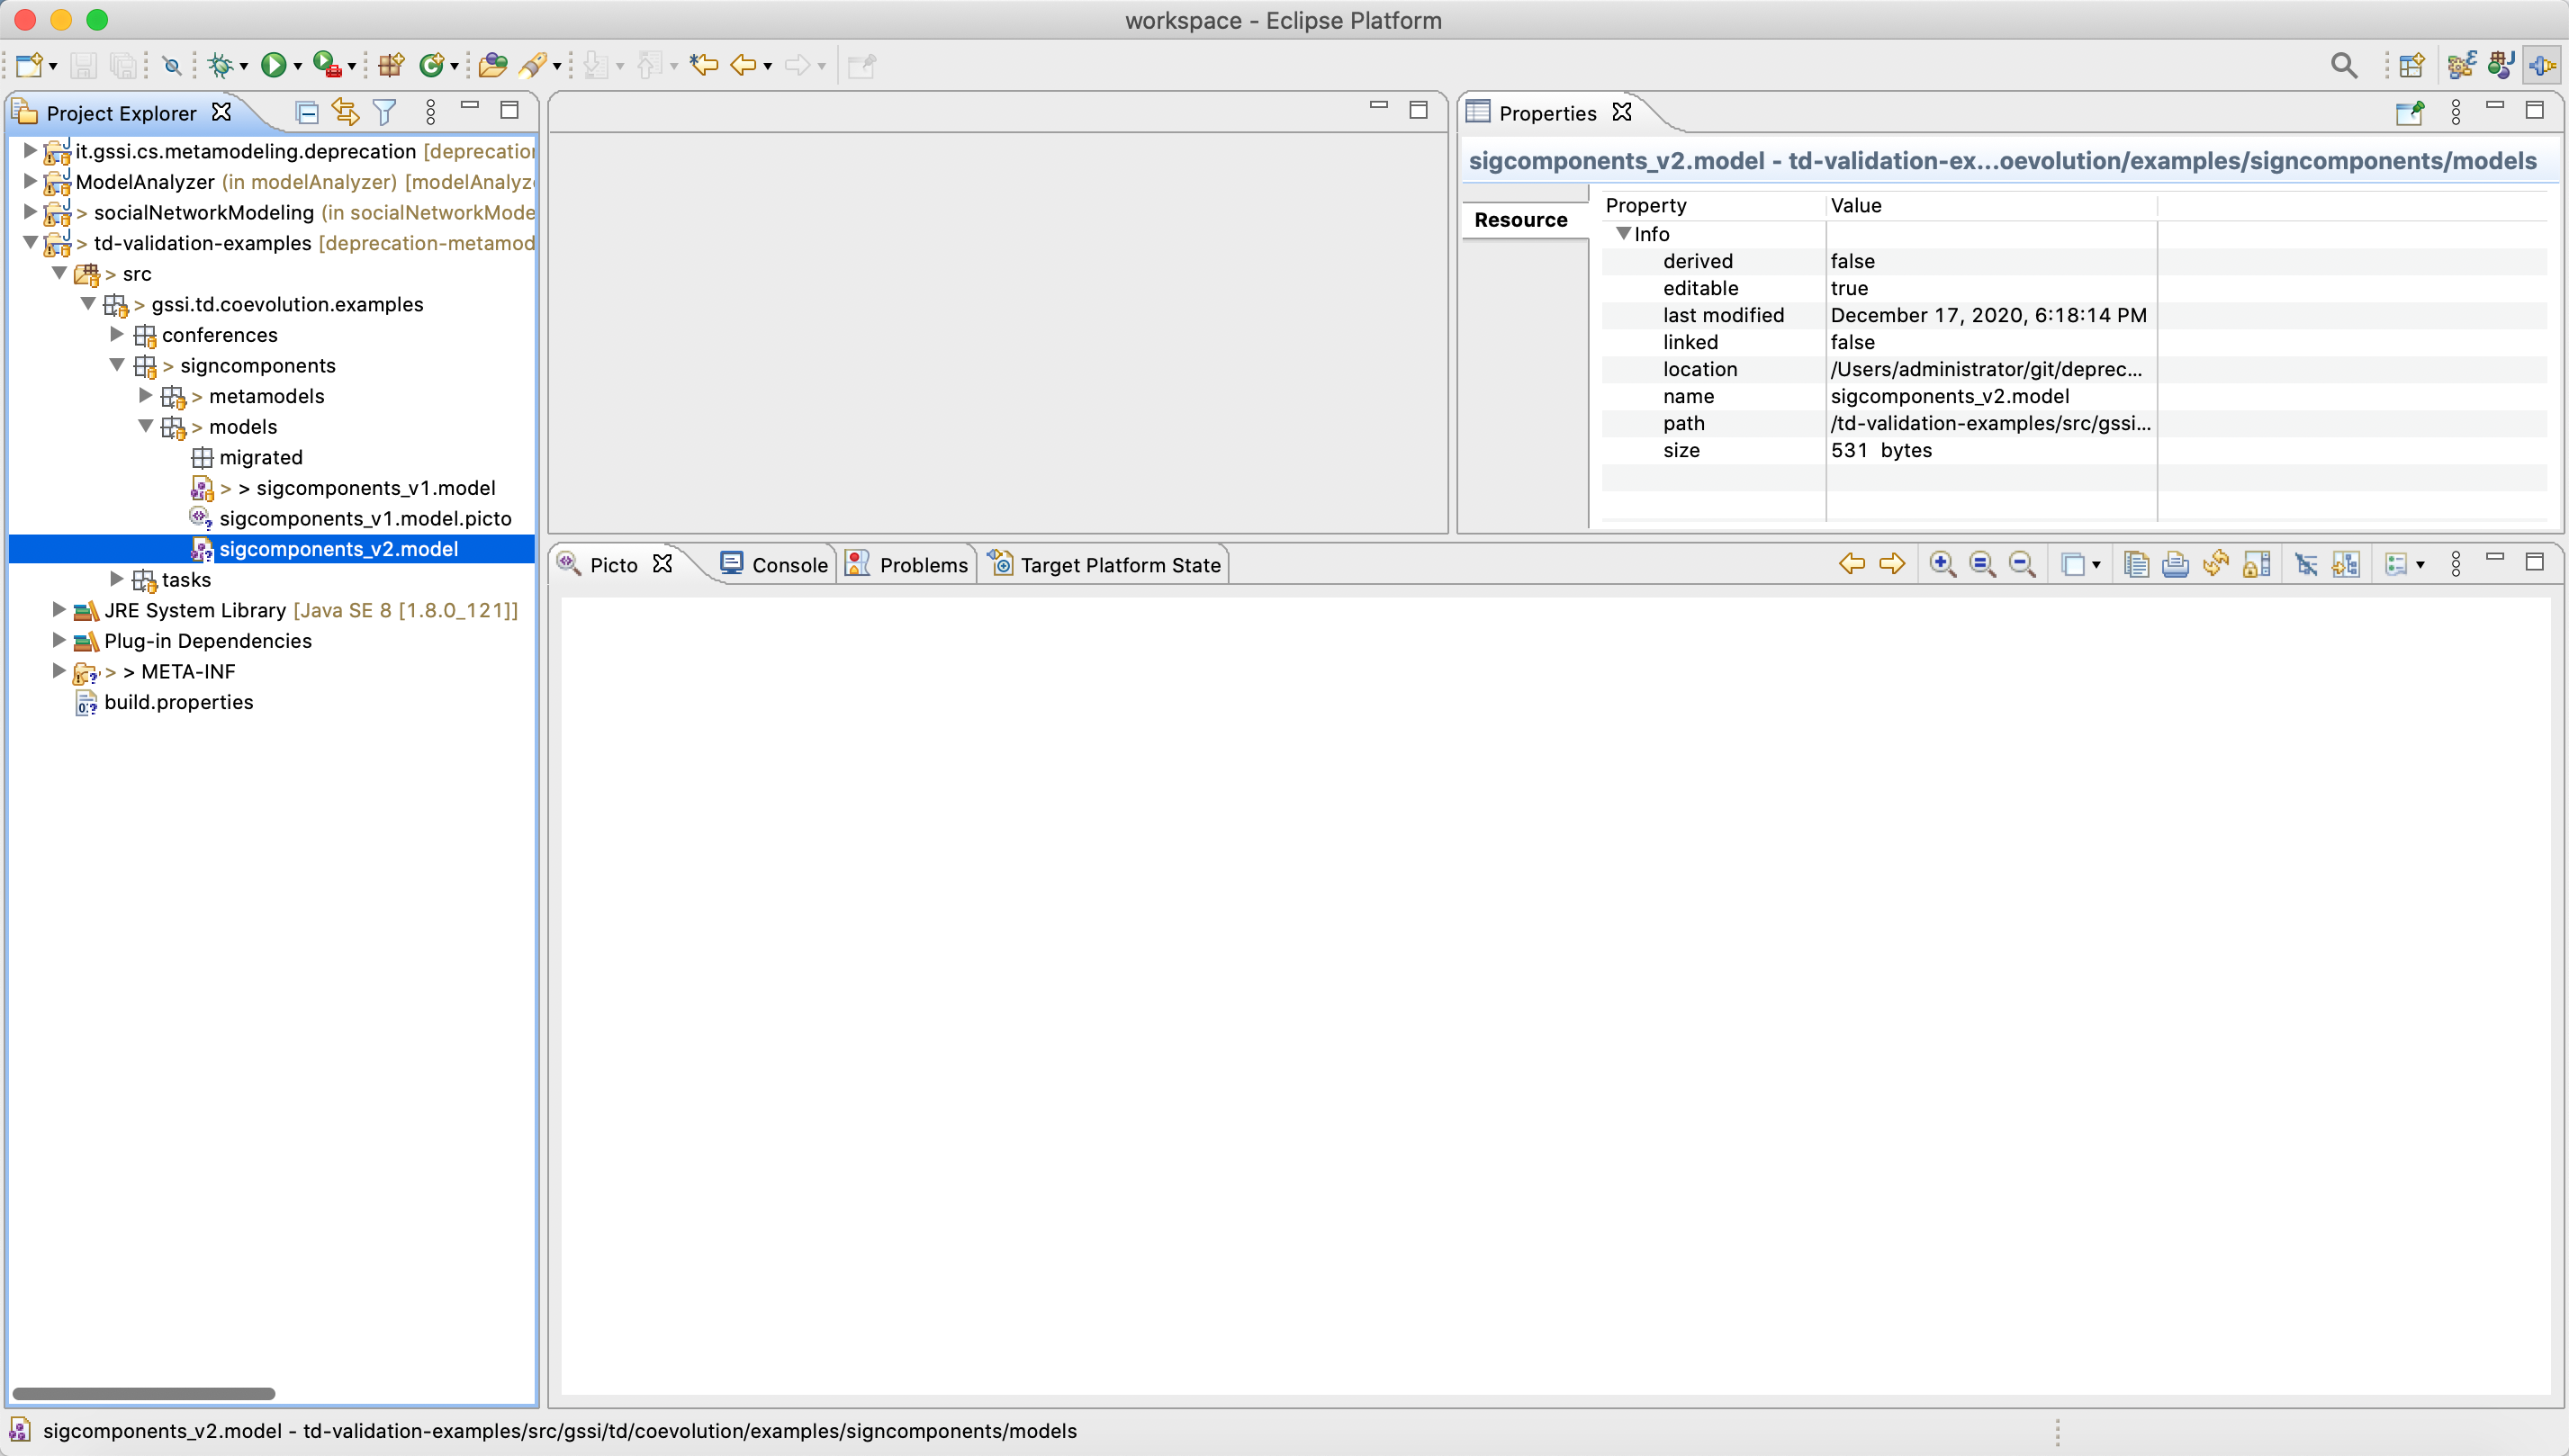 workspace - Eclipse Platform
Project Explorer
it.gssi.cs.metamodeling.deprecation [deprecation
ModelAnalyzer (in modelAnalyzer) [modelAnalyze
> socialNetworkModeling (in socialNetworkMode
> td-validation-examples [deprecation-metamod
> src
> gssi.td.coevolution.examples
conferences
> signcomponents
> metamodels
> models
migrated
> > sigcomponents_v1.model
sigcomponents_v1.model.picto
sigcomponents_v2.model
tasks
JRE System Library [Java SE 8 [1.8.0_121]]
Plug-in Dependencies
> > META-INF
build.properties
Properties
sigcomponents_v2.model - td-validation-ex...oevolution/examples/signcomponents/models
Resource
Property Value
Info
derived false
editable true
last modified December 17, 2020, 6:18:14 PM
linked false
location /Users/administrator/git/deprec...
name sigcomponents_v2.model
path /td-validation-examples/src/gssi...
size 531 bytes
Picto Console Problems Target Platform State
sigcomponents_v2.model - td-validation-examples/src/gssi/td/coevolution/examples/signcomponents/models